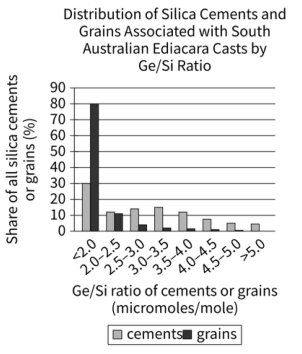 Distribution of Silica Cements and
Grains Associated with South
Australian Ediacara Casts by
Ge/Si Ratio
Share of all silica cements
or grains (%)
90
80
70
60
50
40
30
20
10
0
<2.0
2.0–2.5
2.5–3.0
3.0–3.5
3.5–4.0
4.0–4.5
4.5–5.0
>5.0
Ge/Si ratio of cements or grains
(micromoles/mole)
cements grains